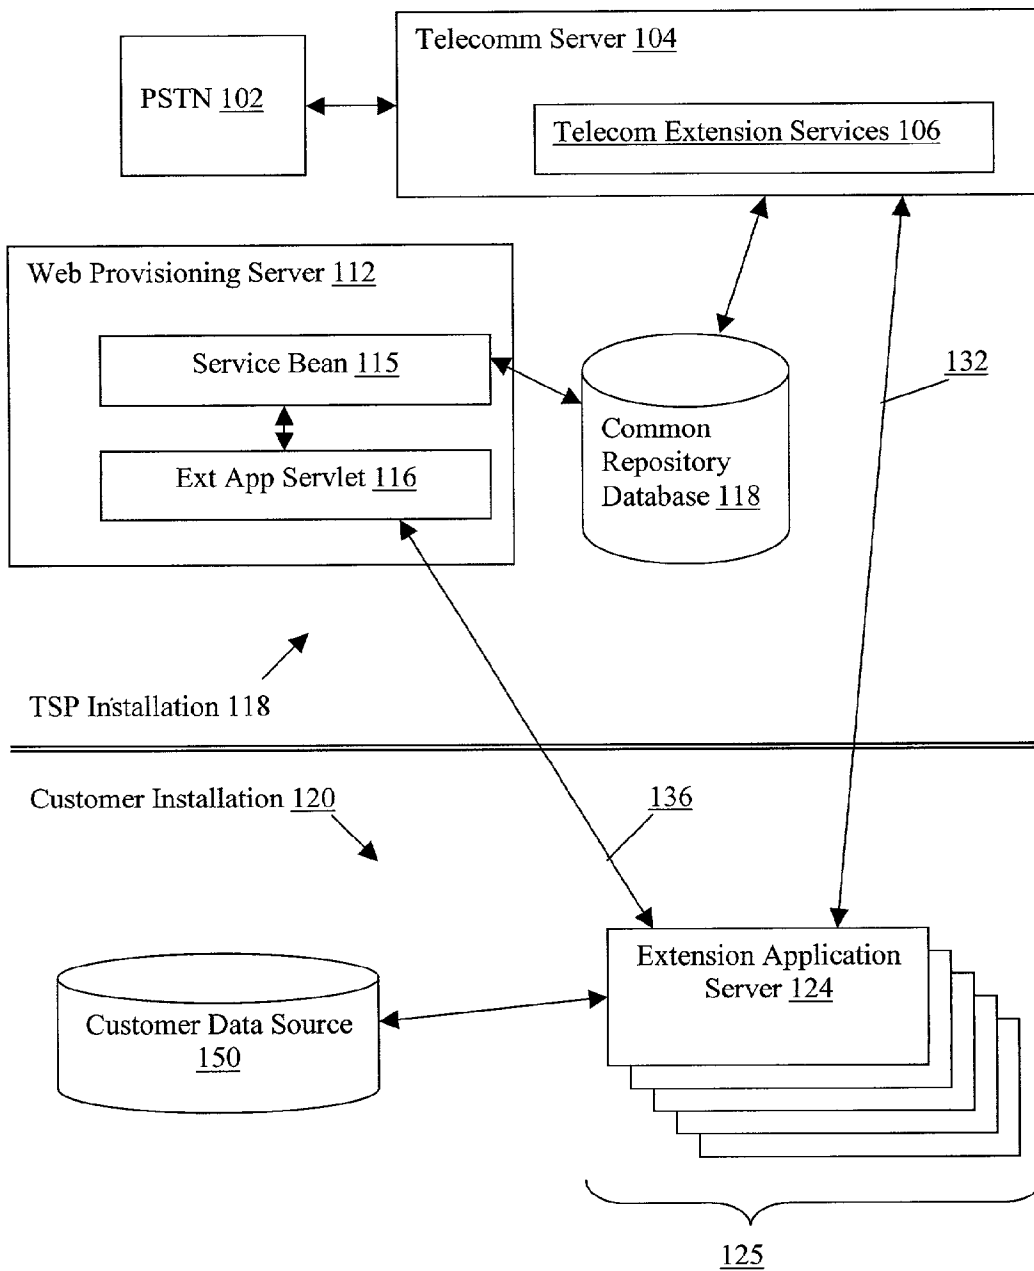 Telecomm Server 104
PSTN 102
Telecom Extension Services 106
Web Provisioning Server 112
Service Bean 115
132
Common
Repository
Database 118
Ext App Servlet 116
TSP Installation 118
Customer Installation 120
136
Extension Application
Server 124
Customer Data Source
150
125